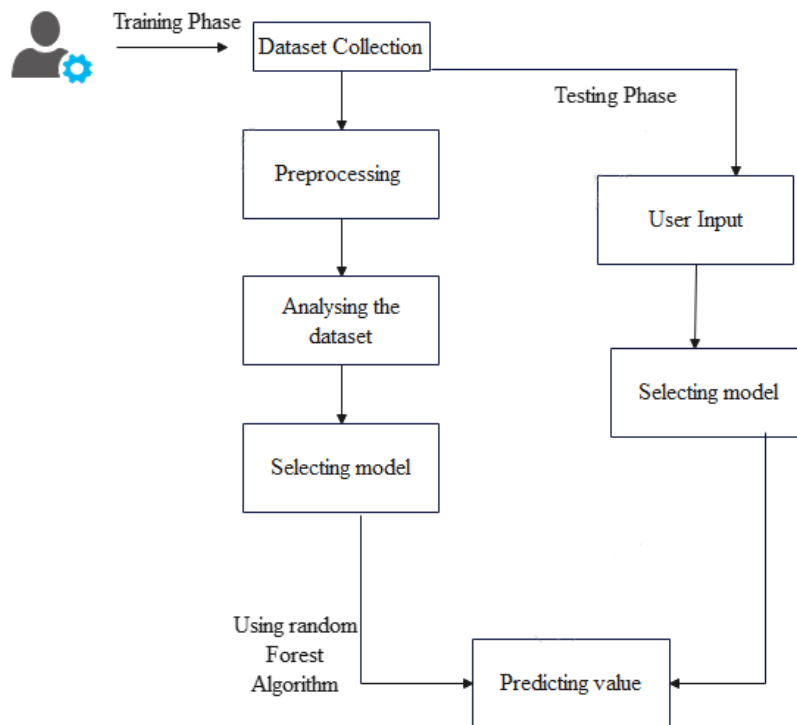 Training Phase
Dataset Collection
Testing Phase
Preprocessing
User Input
Analysing the
dataset
Selecting model
Selecting model
Using random
Forest
Algorithm
Predicting value